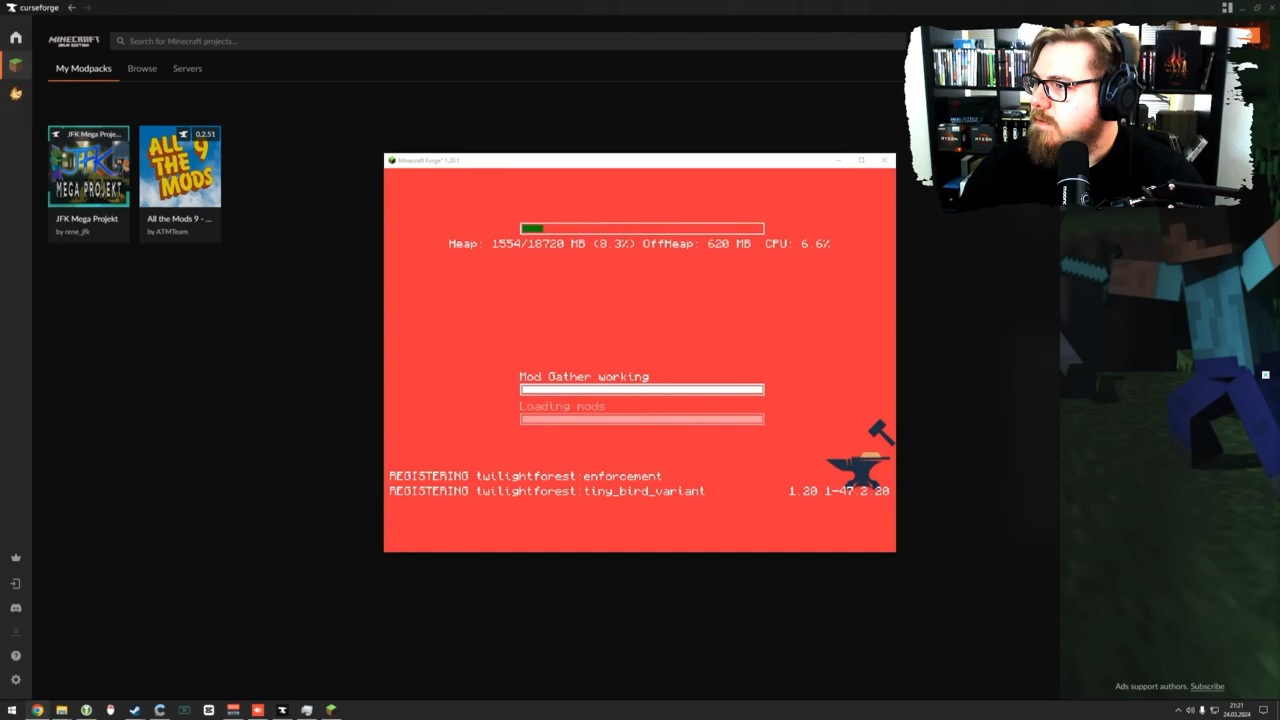 curseforge
MINECRAFT
JAVA EDITION
Search for Minecraft projects...
My Modpacks
Browse
Servers
JFK Mega Proje...
JFK
MEGA PROJEKT
JFK Mega Projekt
by rene_jfk
0.2.51
ALL THE MODS 9
All the Mods 9 - ...
by ATMTeam
Minecraft Forge* 1.20.1
Heap: 1554/18720 MB (8.3%) OffHeap: 620 MB  CPU: 6.6%
Mod Gather working
Loading mods
REGISTERING twilightforest:enforcement
REGISTERING twilightforest:tiny_bird_variant
1.20.1-47.2.20
RYZEN
Ads support authors. Subscribe
21:21
24.03.2024